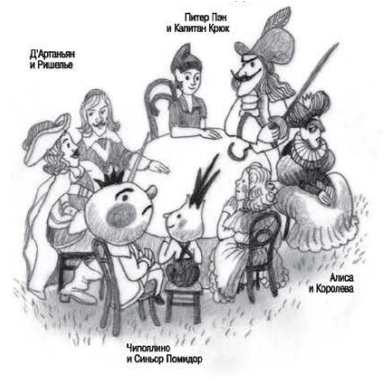 Питер Пэн
и Капитан Крюк
Д'Артаньян
и Ришелье
Алиса
и Королева
Чиполлино
и Синьор Помидор